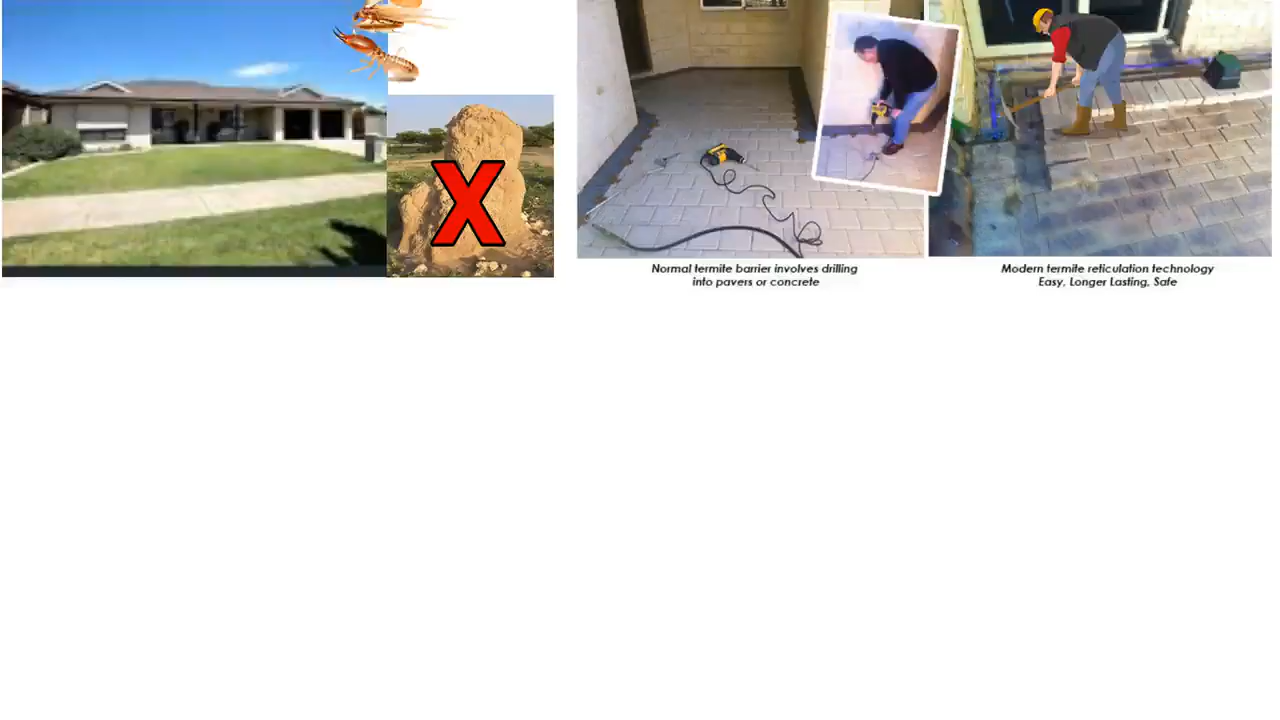 X
Normal termite barrier involves drilling
into pavers or concrete
Modern termite reticulation technology
Easy, Longer Lasting, Safe